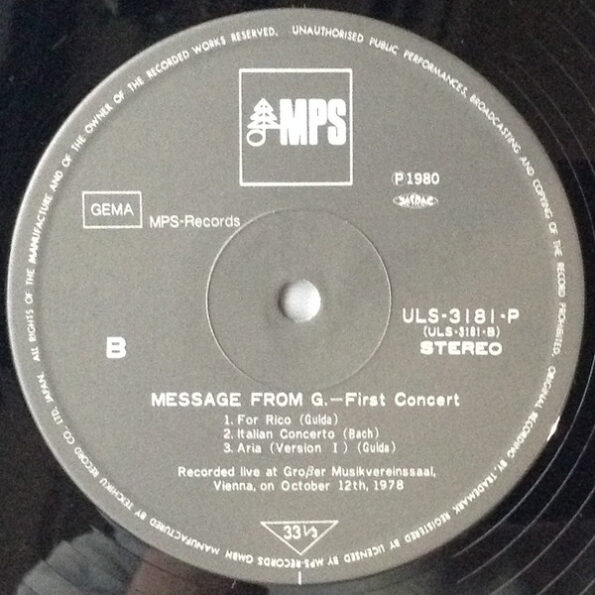 ALL RIGHTS OF THE MANUFACTURE AND OF THE OWNER OF THE RECORDED WORKS RESERVED. UNAUTHORISED PUBLIC PERFORMANCES, BROADCASTING AND COPYING OF THE RECORD PROHIBITED.
MPS
P 1980
GEMA
MPS-Records
ULS-3181-P
(ULS-3181-B)
B
STEREO
MESSAGE FROM G.—First Concert
1. For Rico (Gulda)
2. Italian Concerto (Bach)
3. Aria (Version I) (Gulda)
Recorded live at Großer Musikvereinssaal,
Vienna, on October 12th, 1978
33⅓
ORIGINAL RECORDING BY, TRADEMARK REGISTERED BY, LICENSED BY MPS-RECORDS GMBH MANUFACTURED BY TEICHIKU RECORD CO., LTD. JAPAN.